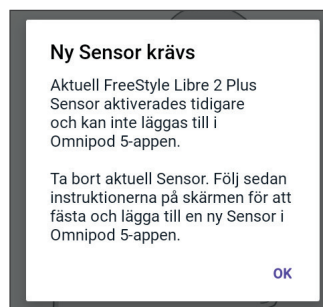 Ny Sensor krävs
Aktuell FreeStyle Libre 2 Plus
Sensor aktiverades tidigare
och kan inte läggas till i
Omnipod 5-appen.
Ta bort aktuell Sensor. Följ sedan
instruktionerna på skärmen för att
fästa och lägga till en ny Sensor i
Omnipod 5-appen.
OK